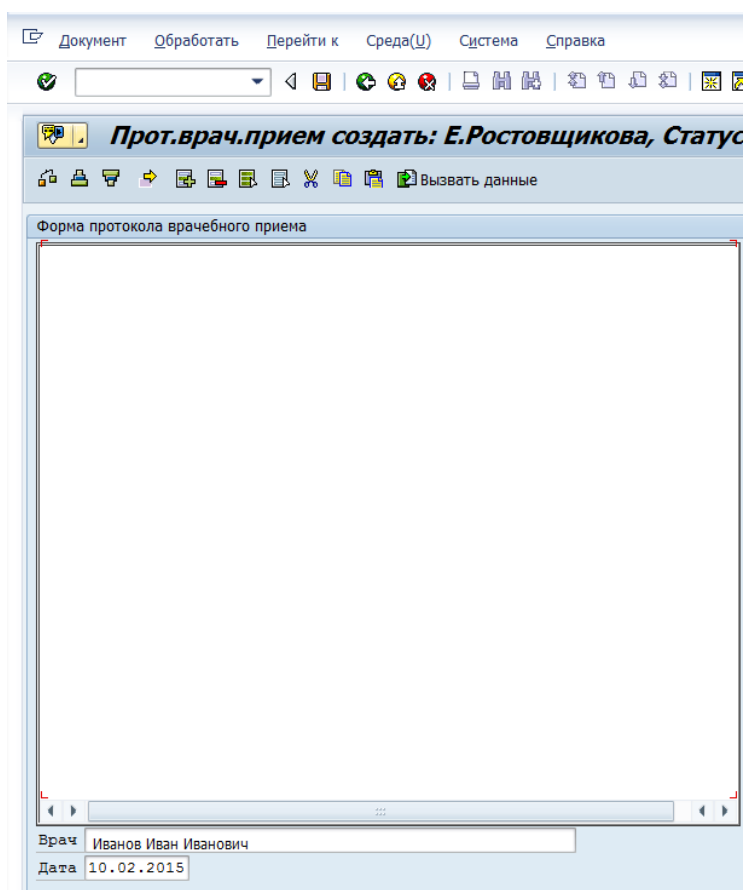 Документ Обработать Перейти к Среда(U) Система Справка
Прот.врач.прием создать: Е.Ростовщикова, Статус
Вызвать данные
Форма протокола врачебного приема
Врач Иванов Иван Иванович
Дата 10.02.2015